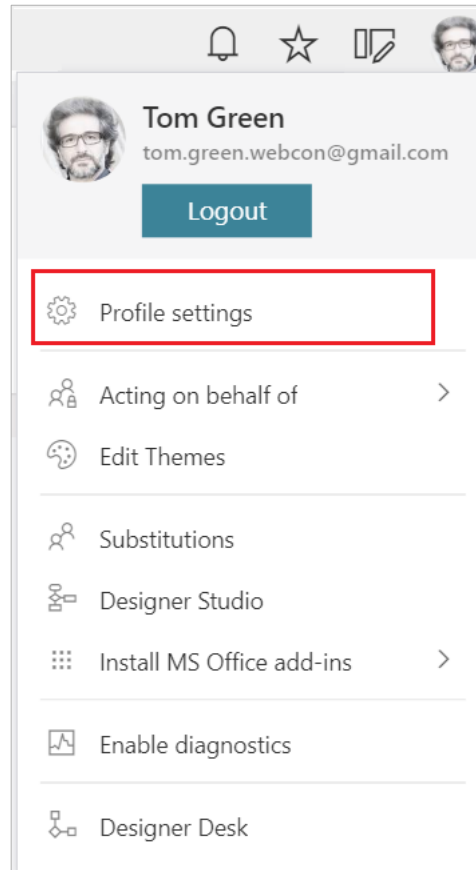 Tom Green
tom.green.webcon@gmail.com
Logout
Profile settings
Acting on behalf of
Edit Themes
Substitutions
Designer Studio
Install MS Office add-ins
Enable diagnostics
Designer Desk